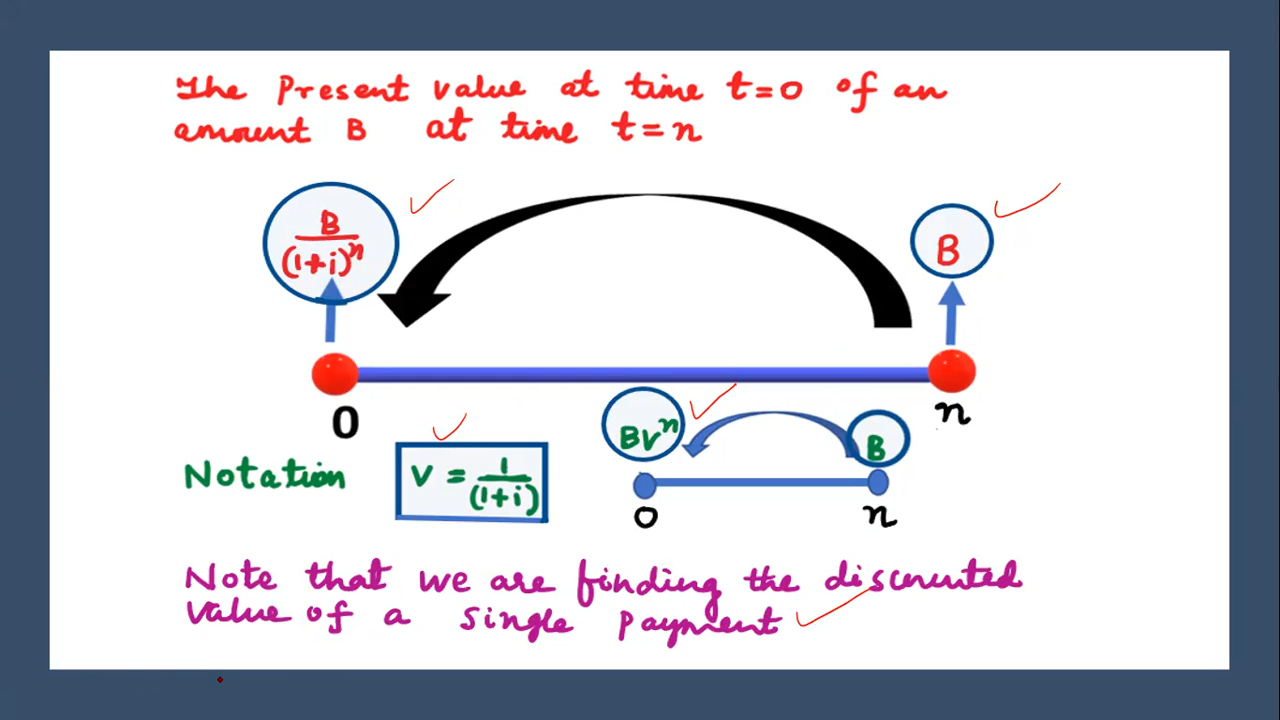 The Present value at time t=0 of an
amount B at time t=n
B/(1+i)^n
B
0
n
Notation
V = 1/(1+i)
BV^n
B
0
n
Note that we are finding the discounted
value of a single payment